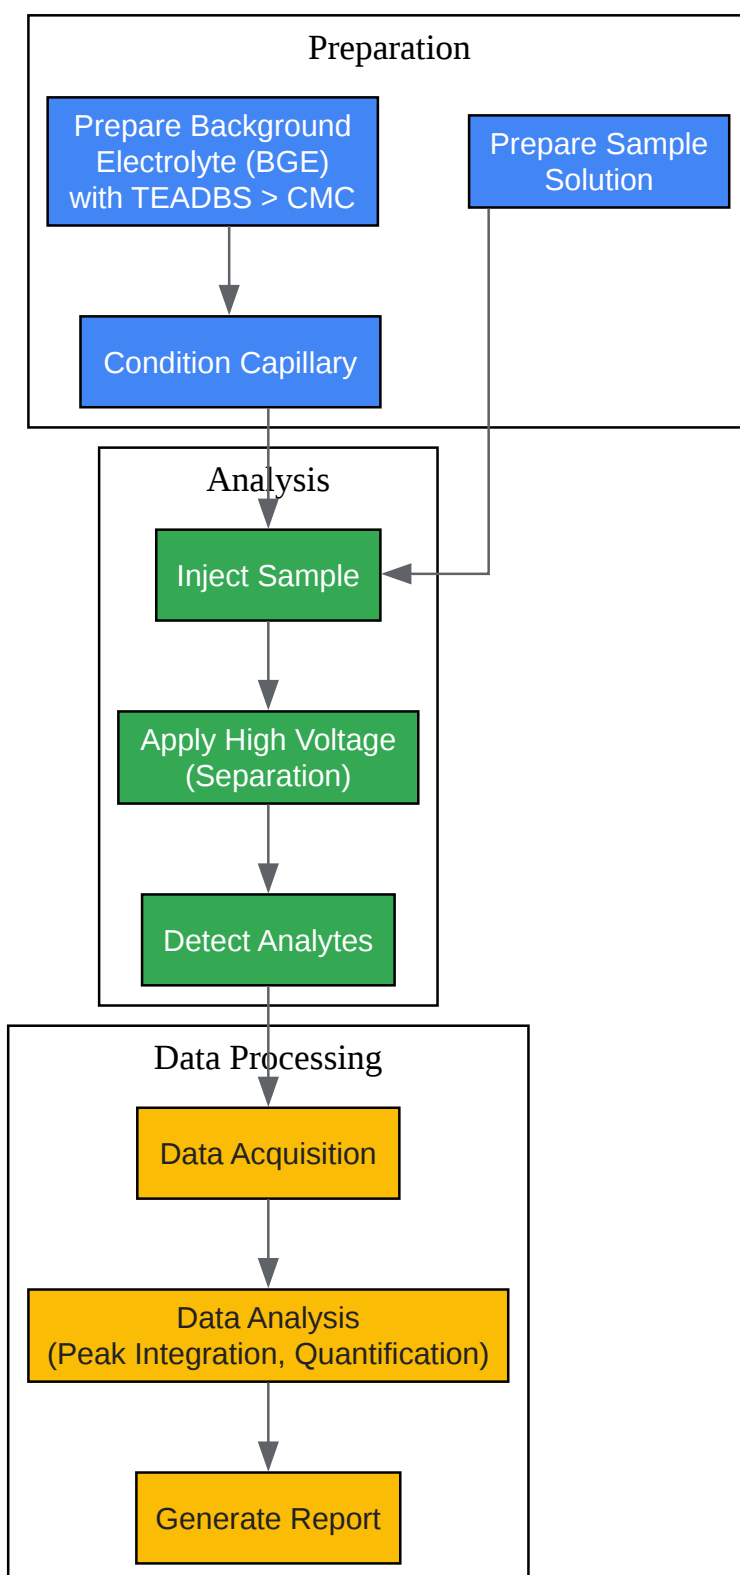 Preparation
Prepare Background
Electrolyte (BGE)
with TEADBS > CMC
Prepare Sample
Solution
Condition Capillary
Analysis
Inject Sample
Apply High Voltage
(Separation)
Detect Analytes
Data Processing
Data Acquisition
Data Analysis
(Peak Integration, Quantification)
Generate Report